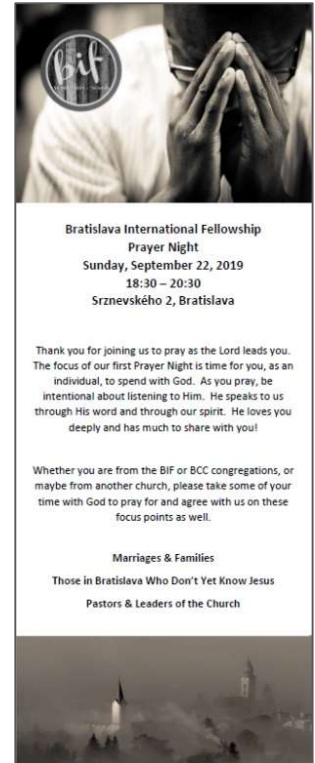 bif
Bratislava International Fellowship
Prayer Night
Sunday, September 22, 2019
18:30 – 20:30
Srznevského 2, Bratislava
Thank you for joining us to pray as the Lord leads you.
The focus of our first Prayer Night is time for you, as an
individual, to spend with God.  As you pray, be
intentional about listening to Him.  He speaks to us
through His word and through our spirit.  He loves you
deeply and has much to share with you!
Whether you are from the BIF or BCC congregations, or
maybe from another church, please take some of your
time with God to pray for and agree with us on these
focus points as well.
Marriages & Families
Those in Bratislava Who Don't Yet Know Jesus
Pastors & Leaders of the Church